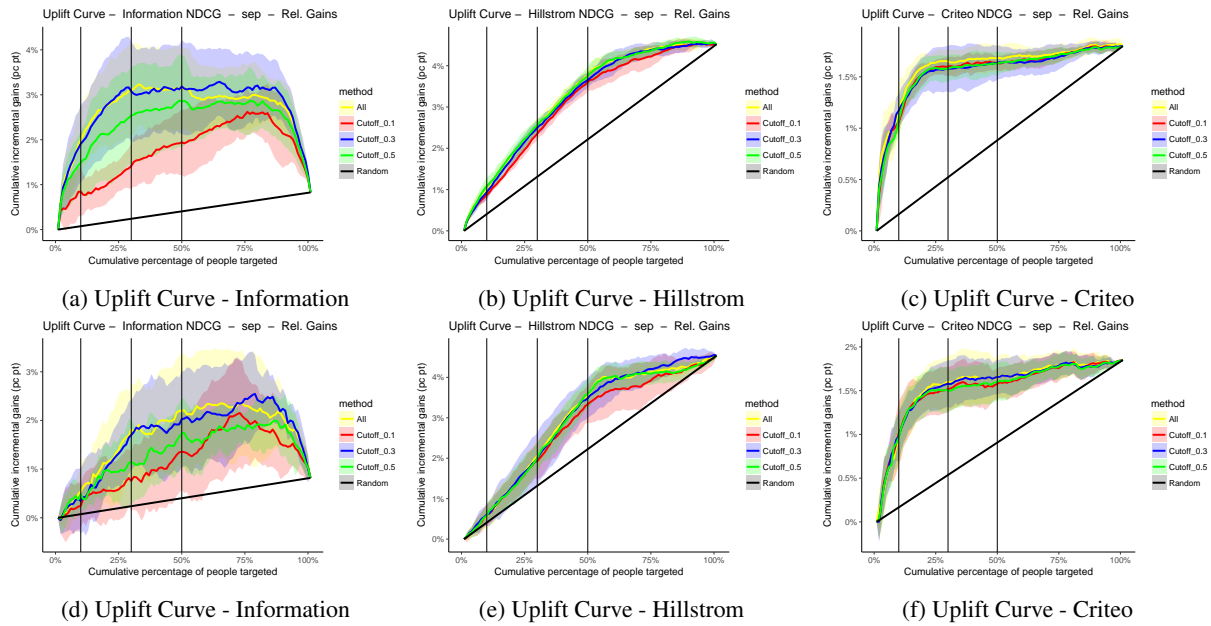 Uplift Curve – Information NDCG – sep – Rel. Gains
Cumulative incremental gains (pc pt)
4%
3%
2%
1%
0%
0%
25%
50%
75%
100%
Cumulative percentage of people targeted
method
All
Cutoff_0.1
Cutoff_0.3
Cutoff_0.5
Random
(a) Uplift Curve - Information
Uplift Curve – Hillstrom NDCG – sep – Rel. Gains
Cumulative incremental gains (pc pt)
4%
3%
2%
1%
0%
0%
25%
50%
75%
100%
Cumulative percentage of people targeted
method
All
Cutoff_0.1
Cutoff_0.3
Cutoff_0.5
Random
(b) Uplift Curve - Hillstrom
Uplift Curve – Criteo NDCG – sep – Rel. Gains
Cumulative incremental gains (pc pt)
1.5%
1%
0.5%
0%
0%
25%
50%
75%
100%
Cumulative percentage of people targeted
method
All
Cutoff_0.1
Cutoff_0.3
Cutoff_0.5
Random
(c) Uplift Curve - Criteo
Uplift Curve – Information NDCG – sep – Rel. Gains
Cumulative incremental gains (pc pt)
3%
2%
1%
0%
0%
25%
50%
75%
100%
Cumulative percentage of people targeted
method
All
Cutoff_0.1
Cutoff_0.3
Cutoff_0.5
Random
(d) Uplift Curve - Information
Uplift Curve – Hillstrom NDCG – sep – Rel. Gains
Cumulative incremental gains (pc pt)
4%
3%
2%
1%
0%
0%
25%
50%
75%
100%
Cumulative percentage of people targeted
method
All
Cutoff_0.1
Cutoff_0.3
Cutoff_0.5
Random
(e) Uplift Curve - Hillstrom
Uplift Curve – Criteo NDCG – sep – Rel. Gains
Cumulative incremental gains (pc pt)
2%
1.5%
1%
0.5%
0%
0%
25%
50%
75%
100%
Cumulative percentage of people targeted
method
All
Cutoff_0.1
Cutoff_0.3
Cutoff_0.5
Random
(f) Uplift Curve - Criteo